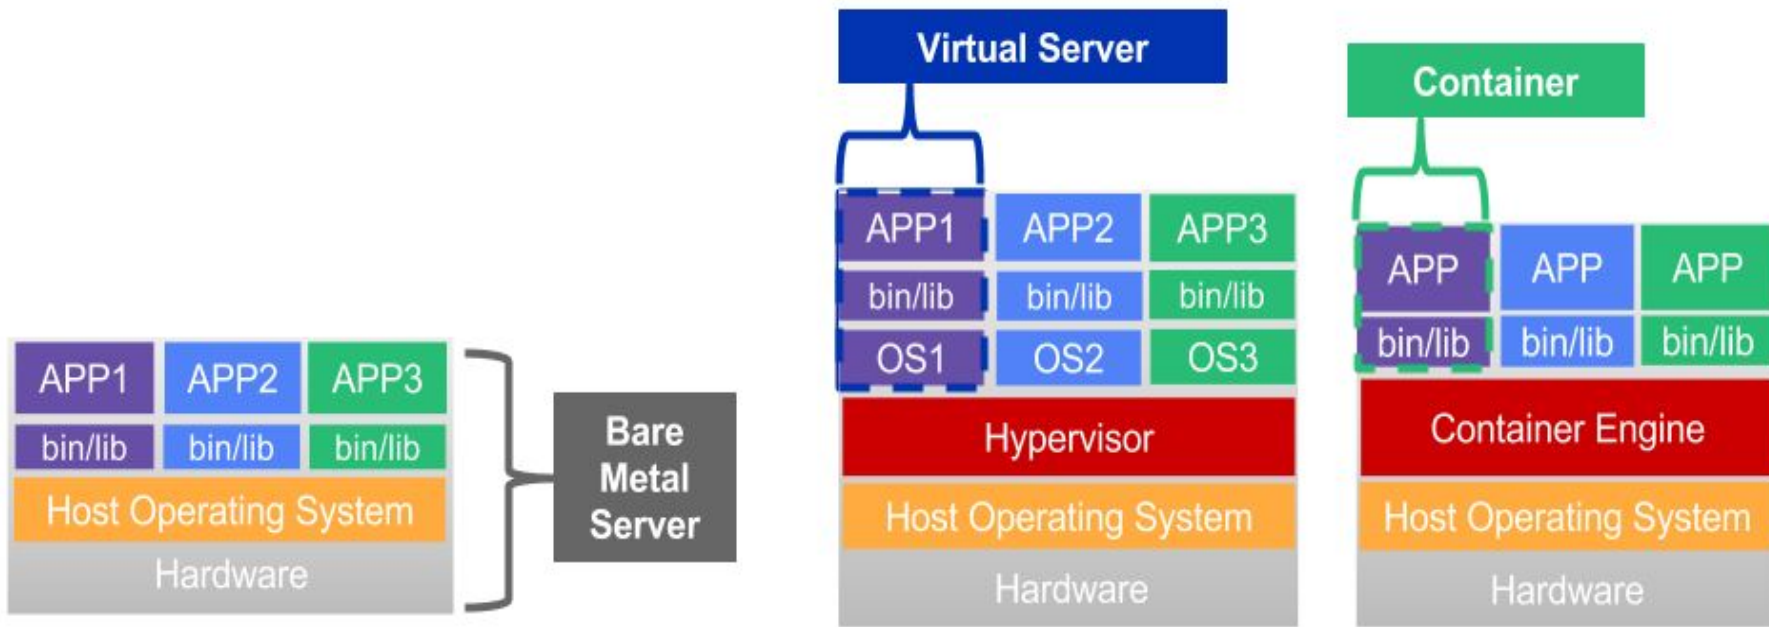 APP1 APP2 APP3
bin/lib bin/lib bin/lib
Host Operating System
Hardware
Bare
Metal
Server
Virtual Server
APP1 APP2 APP3
bin/lib bin/lib bin/lib
OS1 OS2 OS3
Hypervisor
Host Operating System
Hardware
Container
APP APP APP
bin/lib bin/lib bin/lib
Container Engine
Host Operating System
Hardware